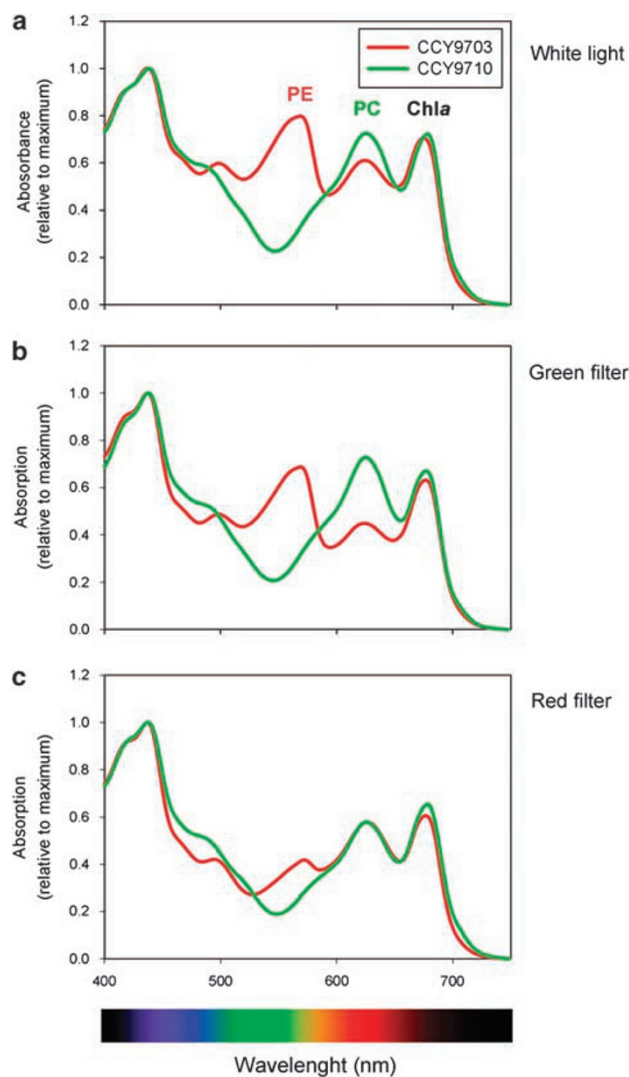 a
White light
1.2
1.0
0.8
0.6
0.4
0.2
0.0
Abosorbance
(relative to maximum)
CCY9703
CCY9710
PE
PC
Chla
b
Green filter
1.2
1.0
0.8
0.6
0.4
0.2
0.0
Absorption
(relative to maximum)
c
Red filter
1.2
1.0
0.8
0.6
0.4
0.2
0.0
Absorption
(relative to maximum)
400
500
600
700
Wavelenght (nm)